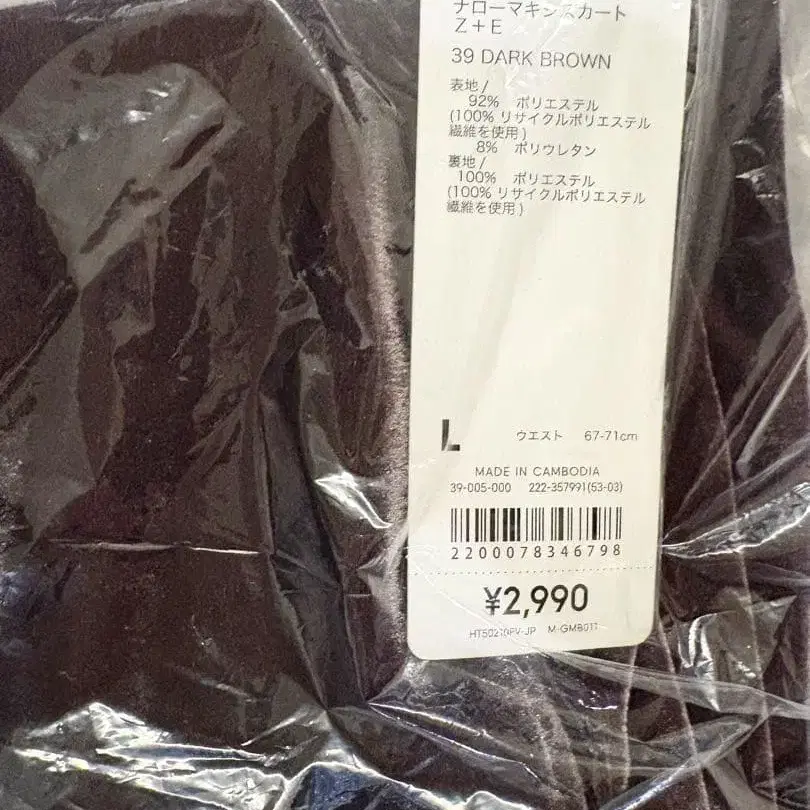 ナローマキシスカート
Z+E
39 DARK BROWN
表地 /
92% ポリエステル
(100% リサイクルポリエステル
繊維を使用)
8% ポリウレタン
裏地 /
100% ポリエステル
(100% リサイクルポリエステル
繊維を使用)
L ウエスト 67-71cm
MADE IN CAMBODIA
39-005-000 222-357991(53-03)
2200078346798
¥2,990
M-GMB011